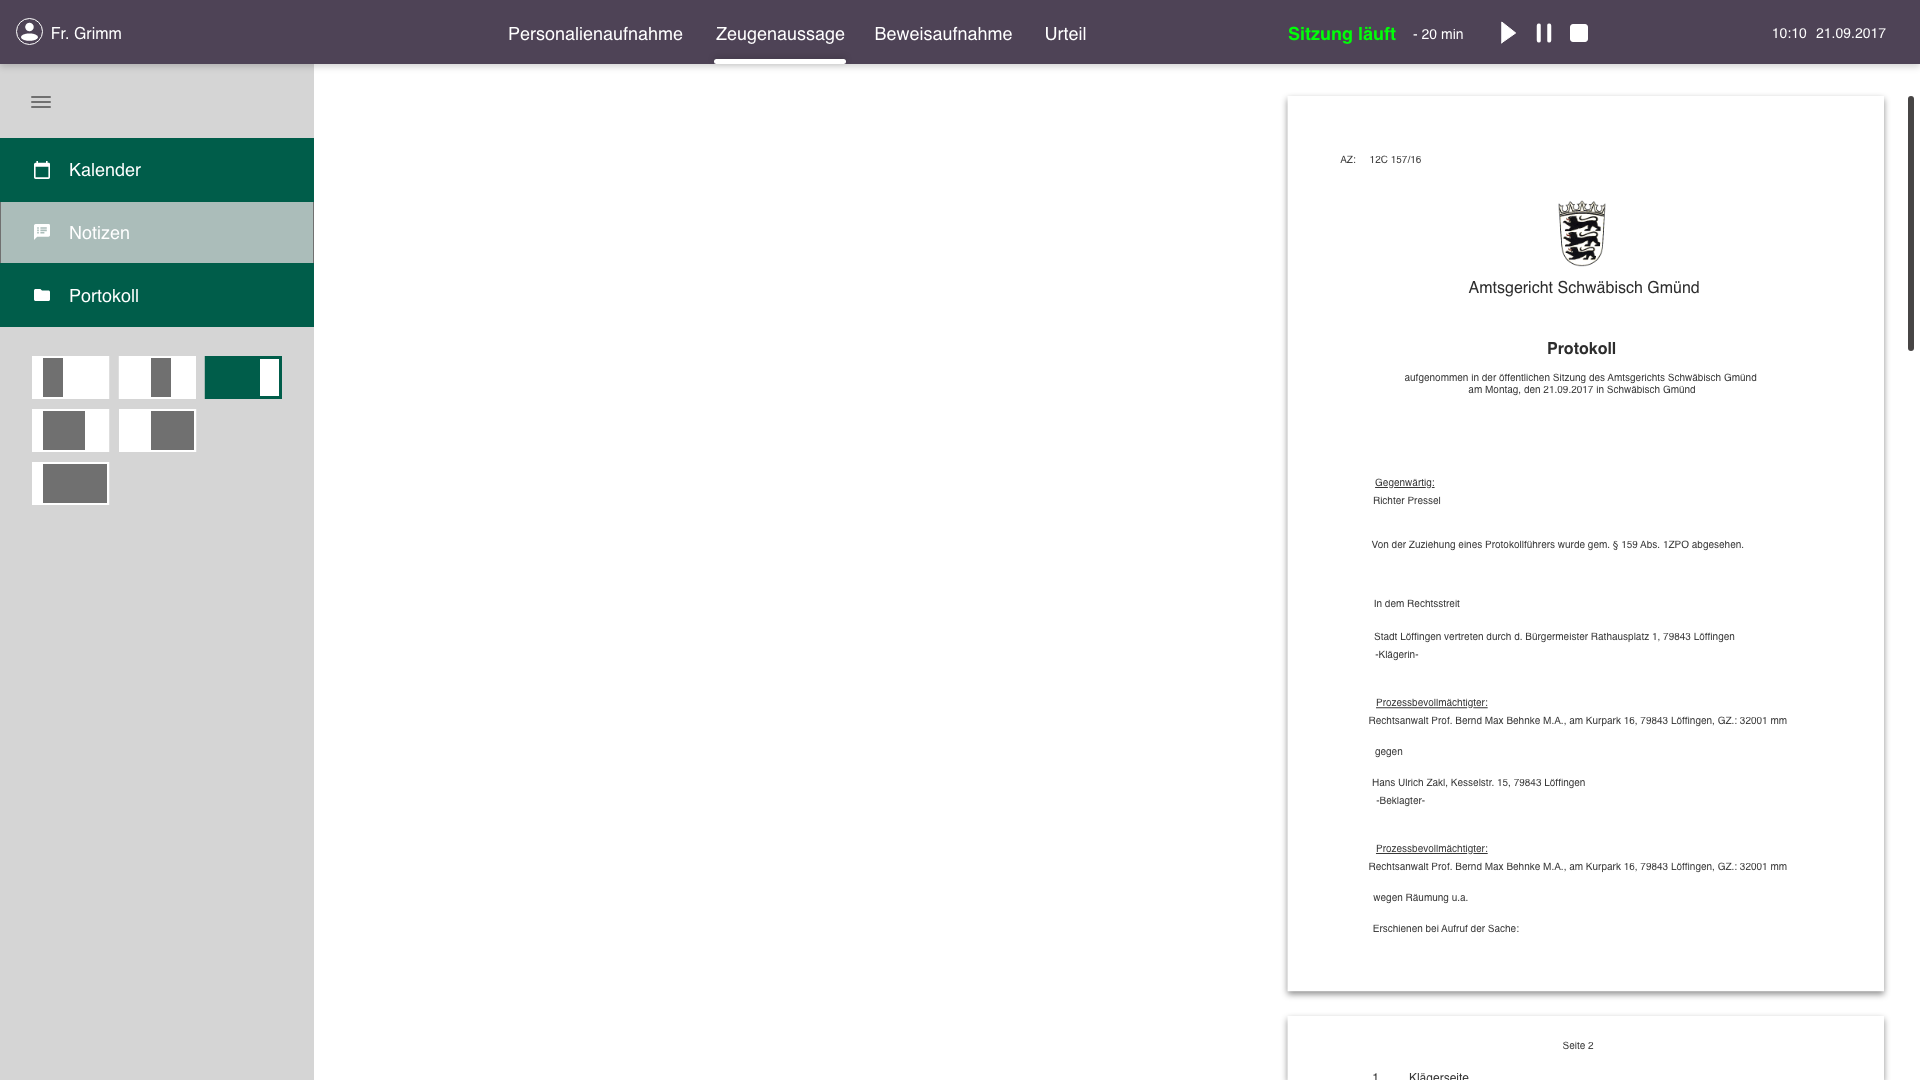 Fr. Grimm
Personalienaufnahme
Zeugenaussage
Beweisaufnahme
Urteil
Sitzung läuft
- 20 min
10:10 21.09.2017
Kalender
Notizen
Portokoll
AZ: 12C 157/16
Amtsgericht Schwäbisch Gmünd
Protokoll
aufgenommen in der öffentlichen Sitzung des Amtsgerichts Schwäbisch Gmünd
am Montag, den 21.09.2017 in Schwäbisch Gmünd
Gegenwärtig:
Richter Pressel
Von der Zuziehung eines Protokollführers wurde gem. § 159 Abs. 1ZPO abgesehen.
In dem Rechtsstreit
Stadt Löffingen vertreten durch d. Bürgermeister Rathausplatz 1, 79843 Löffingen
-Klägerin-
Prozessbevollmächtigter:
Rechtsanwalt Prof. Bernd Max Behnke M.A., am Kurpark 16, 79843 Löffingen, GZ.: 32001 mm
gegen
Hans Ulrich Zakl, Kesselstr. 15, 79843 Löffingen
-Beklagter-
Prozessbevollmächtigter:
Rechtsanwalt Prof. Bernd Max Behnke M.A., am Kurpark 16, 79843 Löffingen, GZ.: 32001 mm
wegen Räumung u.a.
Erschienen bei Aufruf der Sache:
Seite 2
1. Klägerseite